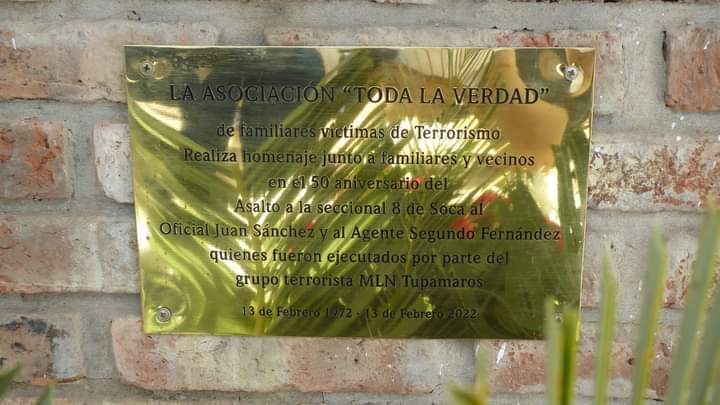 LA ASOCIACIÓN “TODA LA VERDAD”
de familiares victimas de Terrorismo
Realiza homenaje junto a familiares y vecinos
en el 50 aniversario del
Asalto a la seccional 8 de Soca al
Oficial Juan Sánchez y al Agente Segundo Fernández
quienes fueron ejecutados por parte del
grupo terrorista MLN Tupamaros
13 de Febrero 1972 - 13 de Febrero 2022